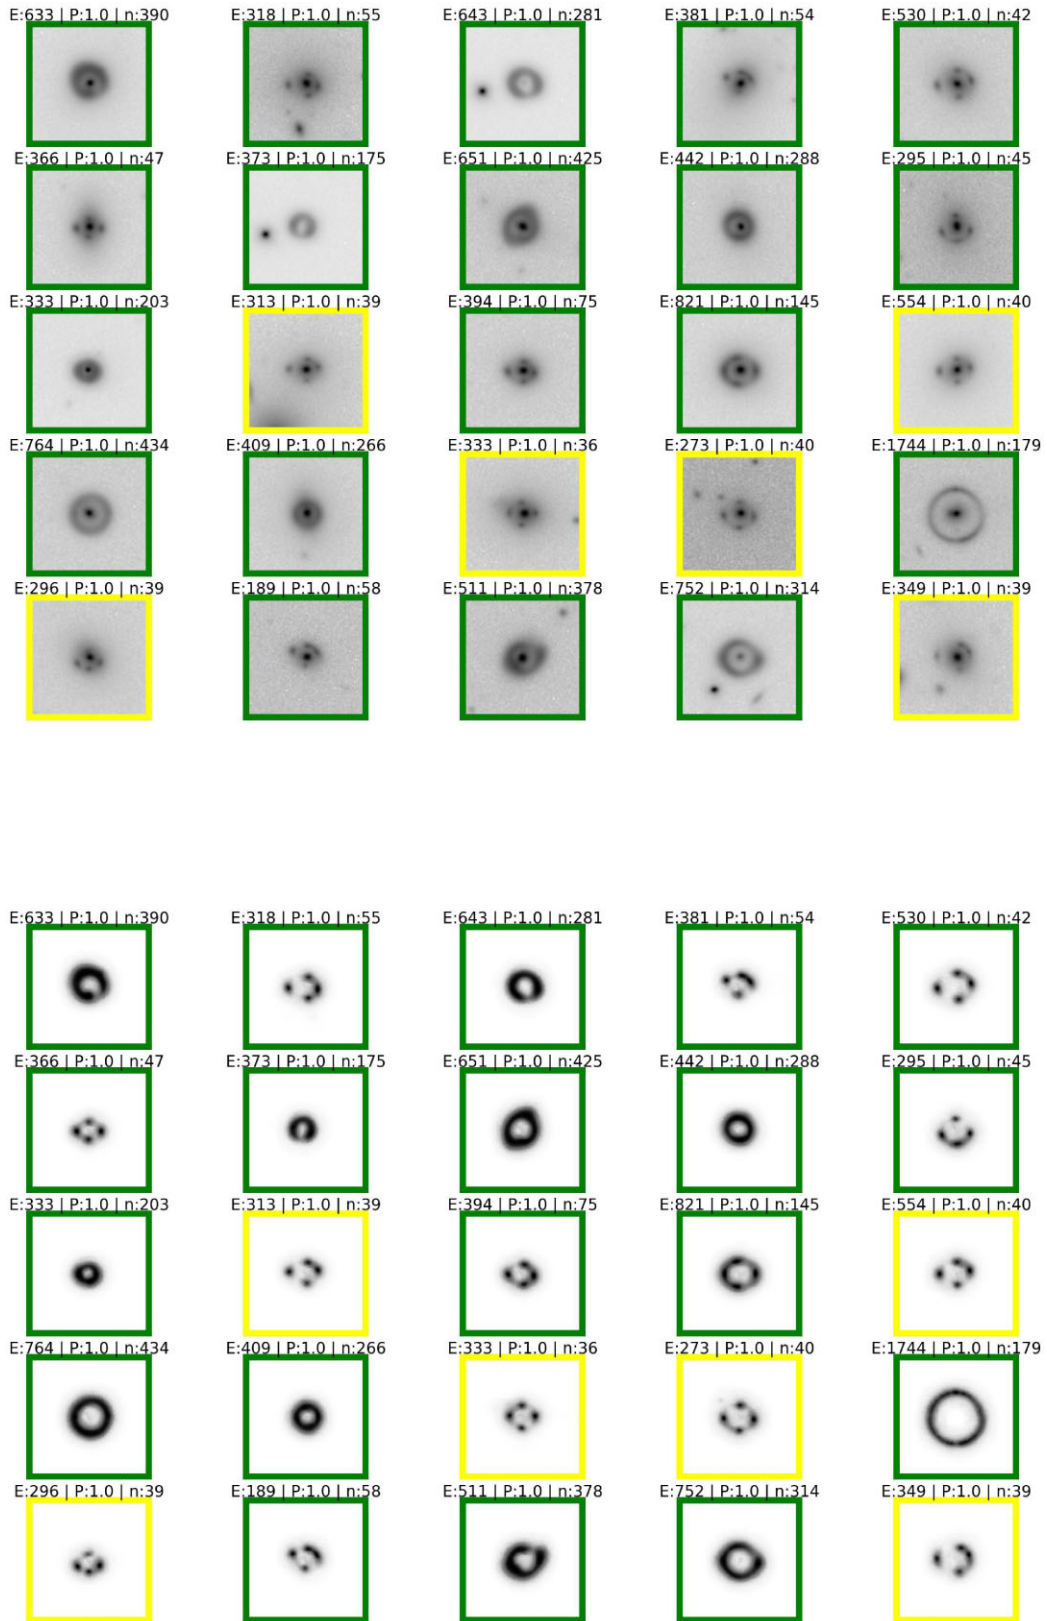 E:633 | P:1.0 | n:390 E:318 | P:1.0 | n:55 E:643 | P:1.0 | n:281 E:381 | P:1.0 | n:54 E:530 | P:1.0 | n:42
E:366 | P:1.0 | n:47 E:373 | P:1.0 | n:175 E:651 | P:1.0 | n:425 E:442 | P:1.0 | n:288 E:295 | P:1.0 | n:45
E:333 | P:1.0 | n:203 E:313 | P:1.0 | n:39 E:394 | P:1.0 | n:75 E:821 | P:1.0 | n:145 E:554 | P:1.0 | n:40
E:764 | P:1.0 | n:434 E:409 | P:1.0 | n:266 E:333 | P:1.0 | n:36 E:273 | P:1.0 | n:40 E:1744 | P:1.0 | n:179
E:296 | P:1.0 | n:39 E:189 | P:1.0 | n:58 E:511 | P:1.0 | n:378 E:752 | P:1.0 | n:314 E:349 | P:1.0 | n:39
E:633 | P:1.0 | n:390 E:318 | P:1.0 | n:55 E:643 | P:1.0 | n:281 E:381 | P:1.0 | n:54 E:530 | P:1.0 | n:42
E:366 | P:1.0 | n:47 E:373 | P:1.0 | n:175 E:651 | P:1.0 | n:425 E:442 | P:1.0 | n:288 E:295 | P:1.0 | n:45
E:333 | P:1.0 | n:203 E:313 | P:1.0 | n:39 E:394 | P:1.0 | n:75 E:821 | P:1.0 | n:145 E:554 | P:1.0 | n:40
E:764 | P:1.0 | n:434 E:409 | P:1.0 | n:266 E:333 | P:1.0 | n:36 E:273 | P:1.0 | n:40 E:1744 | P:1.0 | n:179
E:296 | P:1.0 | n:39 E:189 | P:1.0 | n:58 E:511 | P:1.0 | n:378 E:752 | P:1.0 | n:314 E:349 | P:1.0 | n:39